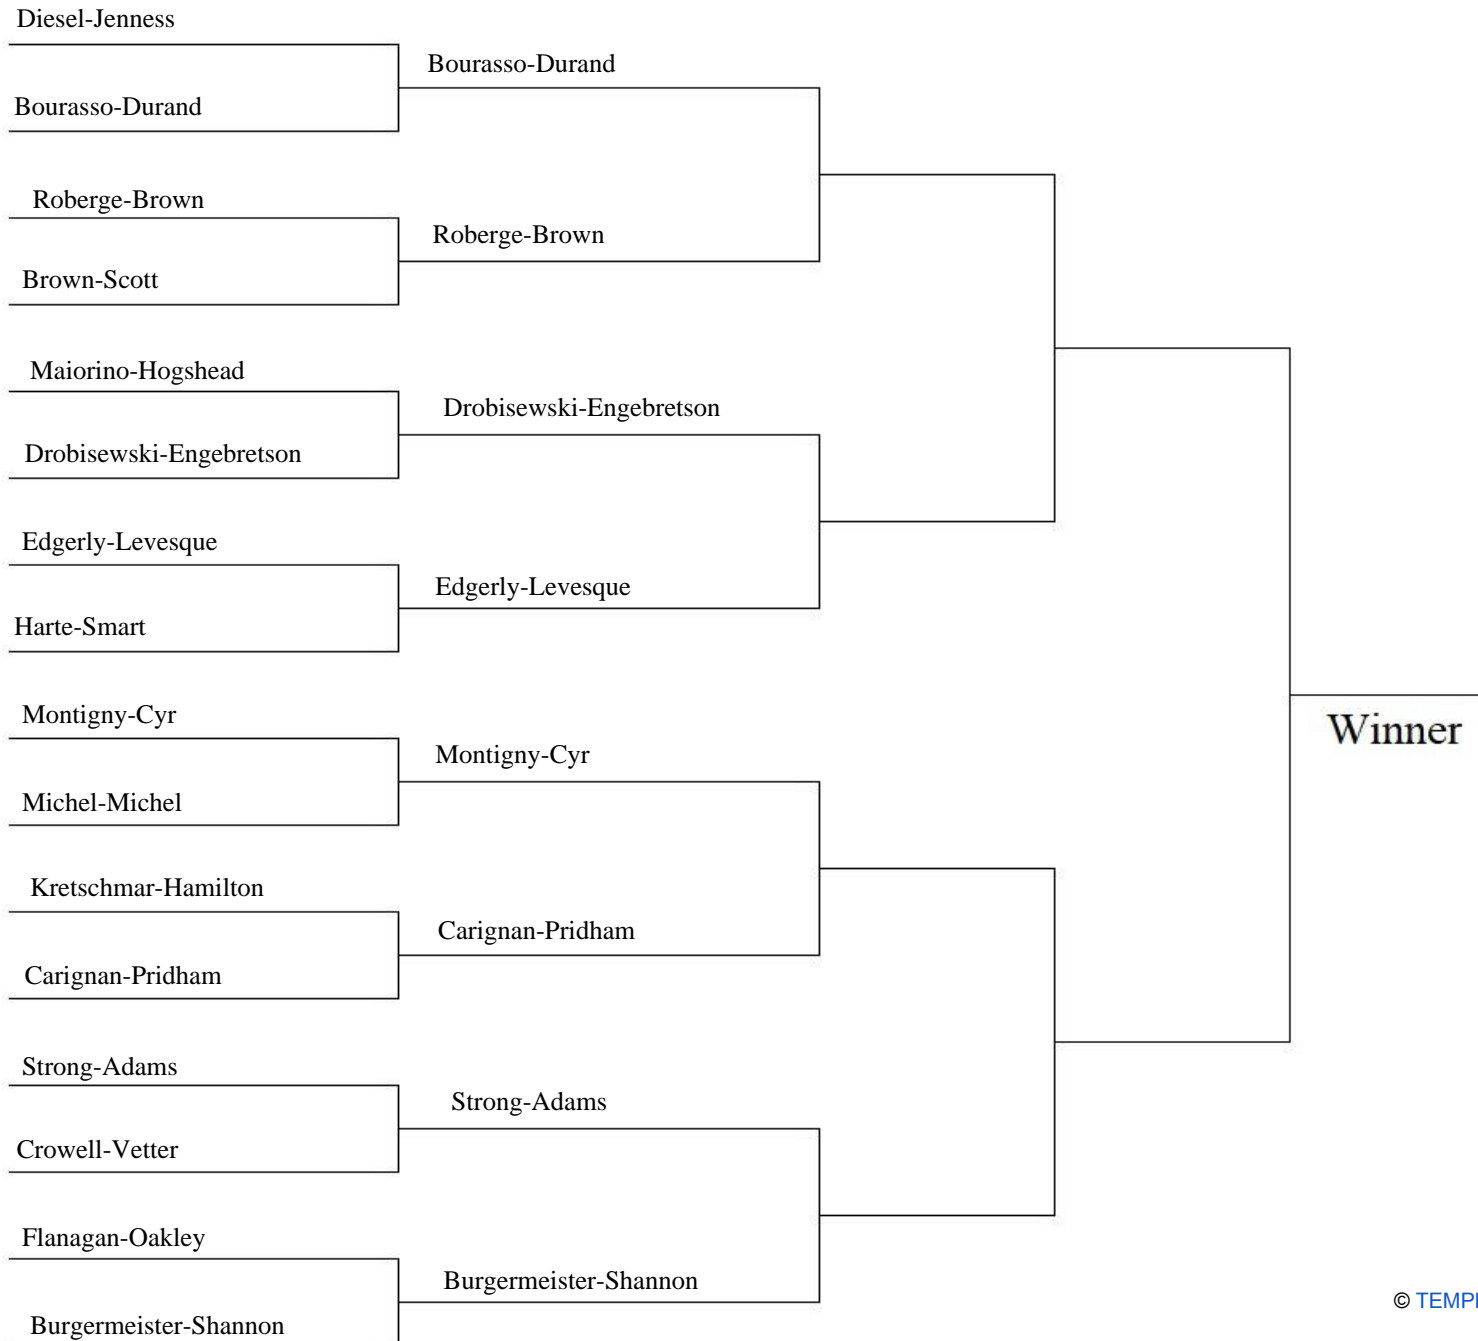 Diesel-Jenness
Bourasso-Durand
Bourasso-Durand
Roberge-Brown
Roberge-Brown
Brown-Scott
Maiorino-Hogshead
Drobisewski-Engebretson
Drobisewski-Engebretson
Edgerly-Levesque
Edgerly-Levesque
Harte-Smart
Montigny-Cyr
Winner
Montigny-Cyr
Michel-Michel
Kretschmar-Hamilton
Carignan-Pridham
Carignan-Pridham
Strong-Adams
Strong-Adams
Crowell-Vetter
Flanagan-Oakley
Burgermeister-Shannon
Burgermeister-Shannon
© TEMP